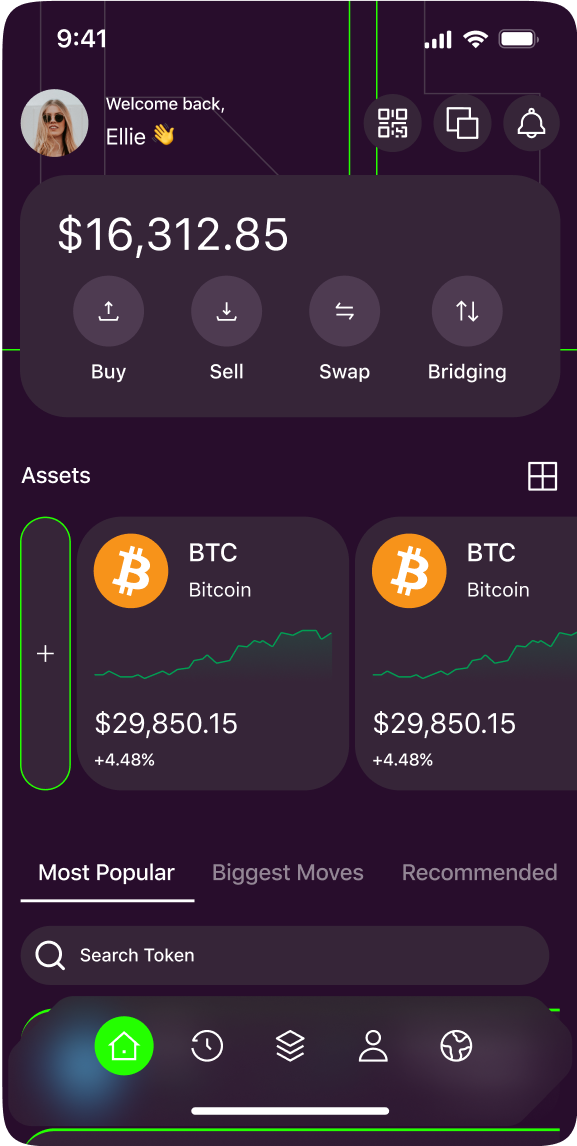 9:41
Welcome back,
Ellie 👋
$16,312.85
Buy Sell Swap Bridging
Assets
BTC
Bitcoin
$29,850.15
+4.48%
BTC
Bitcoin
$29,850.15
+4.48%
+
Most Popular Biggest Moves Recommended
Search Token